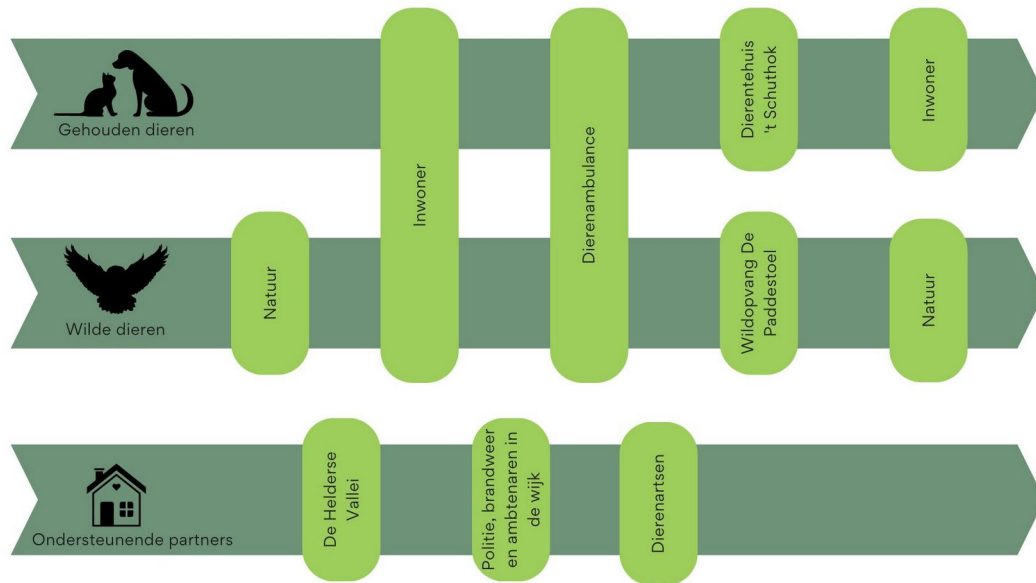 Gehouden dieren
Inwoner
Dierenambulance
Dierentehuis
't Schuthok
Inwoner
Wilde dieren
Natuur
Wildopvang De
Paddestoel
Natuur
Ondersteunende partners
De Helderse
Vallei
Politie, brandweer
en ambtenaren in
de wijk
Dierenartsen